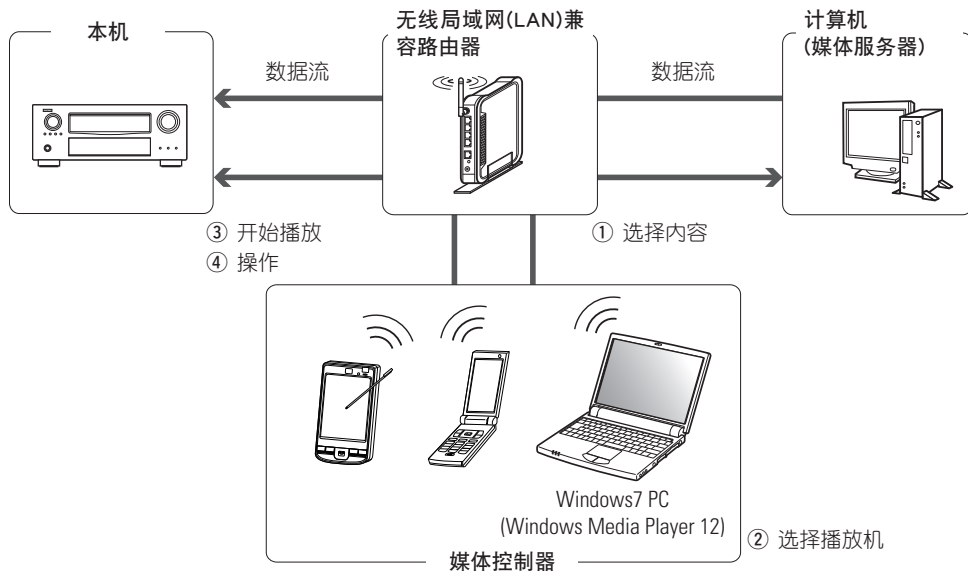 本机
无线局域网(LAN)兼
容路由器
计算机
(媒体服务器)
数据流
数据流
③ 开始播放
④ 操作
① 选择内容
Windows7 PC
(Windows Media Player 12)
② 选择播放机
媒体控制器